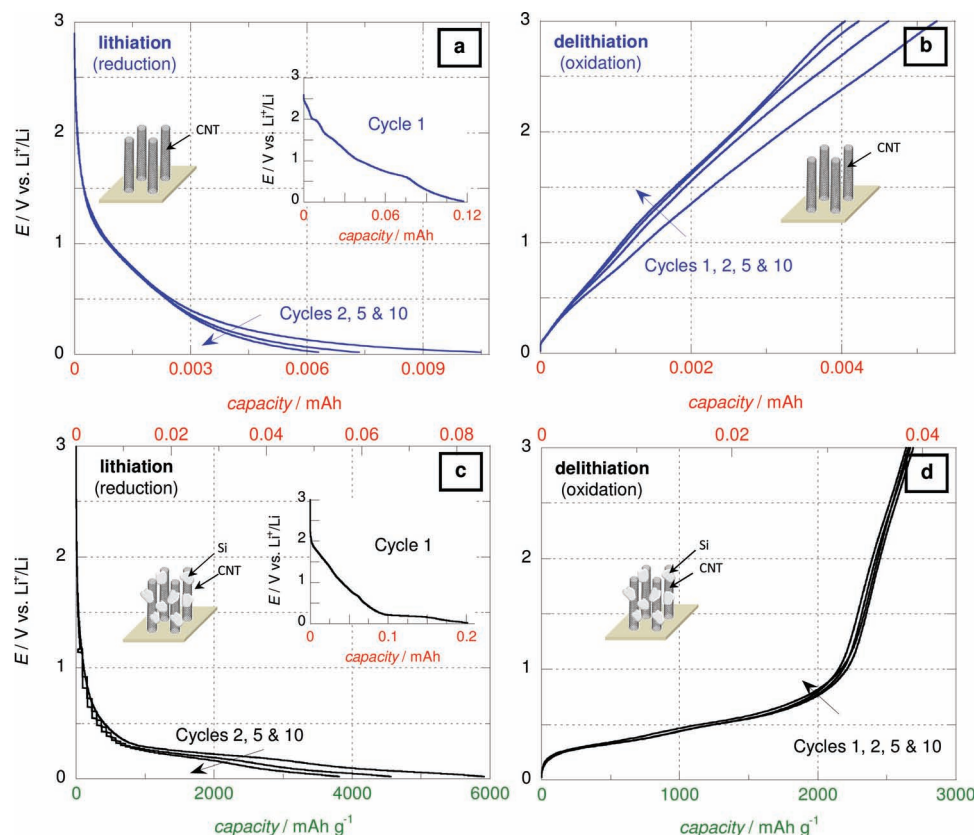 lithiation
(reduction)
a
CNT
E / V vs. Li+/Li
3
2
1
0
0
0.003
0.006
0.009
capacity / mAh
Cycles 2, 5 & 10
Cycle 1
E / V vs. Li+/Li
3
2
1
0
0
0.06
0.12
capacity / mAh
delithiation
(oxidation)
b
CNT
3
2
1
0
0
0.002
0.004
capacity / mAh
Cycles 1, 2, 5 & 10
0
0.02
0.04
0.06
0.08
lithiation
(reduction)
c
Si
CNT
E / V vs. Li+/Li
3
2
1
0
0
2000
4000
6000
capacity / mAh g-1
Cycles 2, 5 & 10
Cycle 1
E / V vs. Li+/Li
3
2
1
0
0
0.1
0.2
capacity / mAh
0
0.02
0.04
delithiation
(oxidation)
d
Si
CNT
3
2
1
0
0
1000
2000
3000
capacity / mAh g-1
Cycles 1, 2, 5 & 10